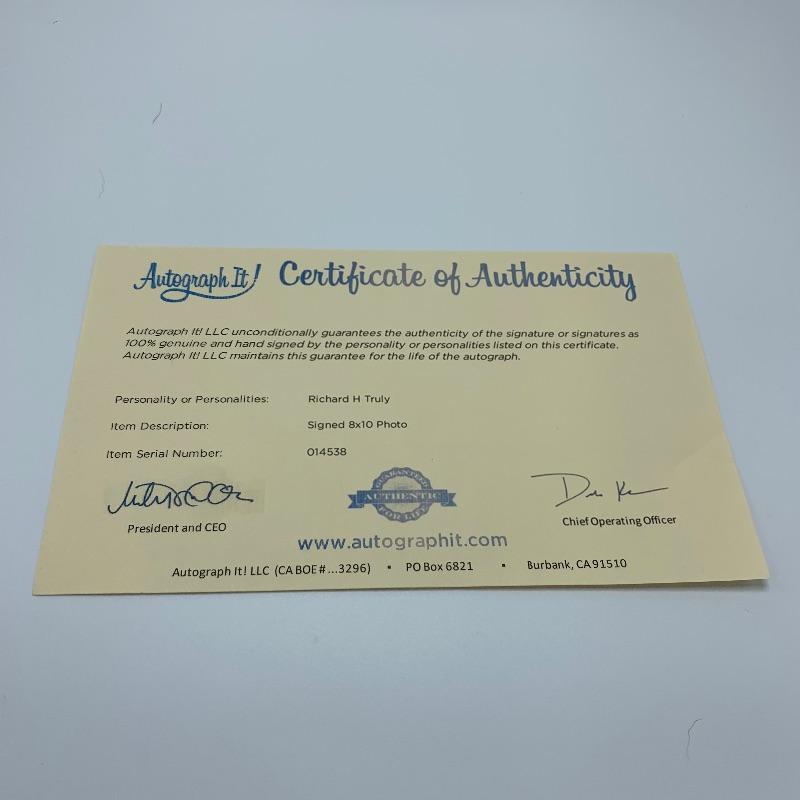 Autograph It! Certificate of Authenticity
Autograph It! LLC unconditionally guarantees the authenticity of the signature or signatures as
100% genuine and hand signed by the personality or personalities listed on this certificate.
Autograph It! LLC maintains this guarantee for the life of the autograph.
Personality or Personalities: Richard H Truly
Item Description: Signed 8x10 Photo
Item Serial Number: 014538
GUARANTEED
AUTHENTIC
FOR LIFE
President and CEO
Chief Operating Officer
www.autographit.com
Autograph It! LLC (CA BOE # ...3296) • PO Box 6821 • Burbank, CA 91510